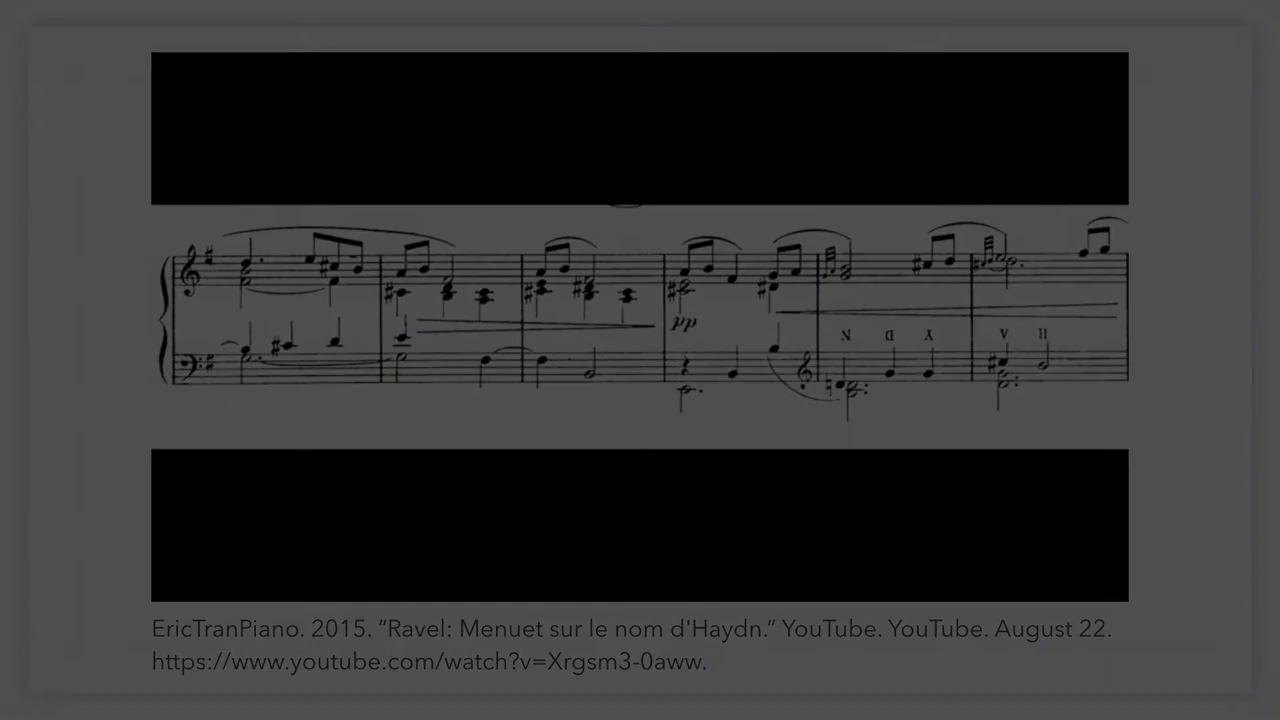 pp
N D Y A H
EricTranPiano. 2015. “Ravel: Menuet sur le nom d'Haydn.” YouTube. YouTube. August 22.
https://www.youtube.com/watch?v=Xrgsm3-0aww.